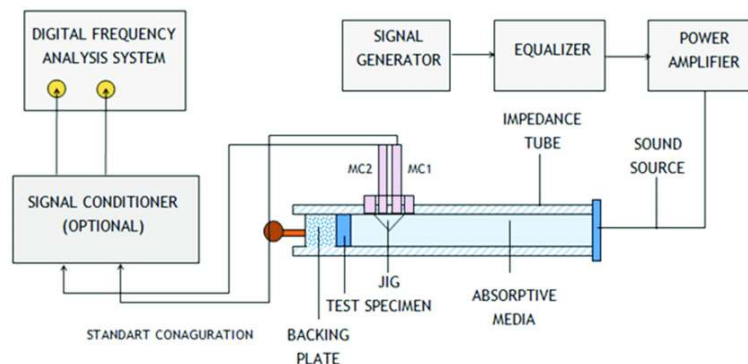 DIGITAL FREQUENCY
ANALYSIS SYSTEM
SIGNAL
GENERATOR
EQUALIZER
POWER
AMPLIFIER
IMPEDANCE
TUBE
SOUND
SOURCE
MC2
MC1
SIGNAL CONDITIONER
(OPTIONAL)
JIG
TEST SPECIMEN
ABSORPTIVE
MEDIA
STANDART CONAGURATION
BACKING
PLATE